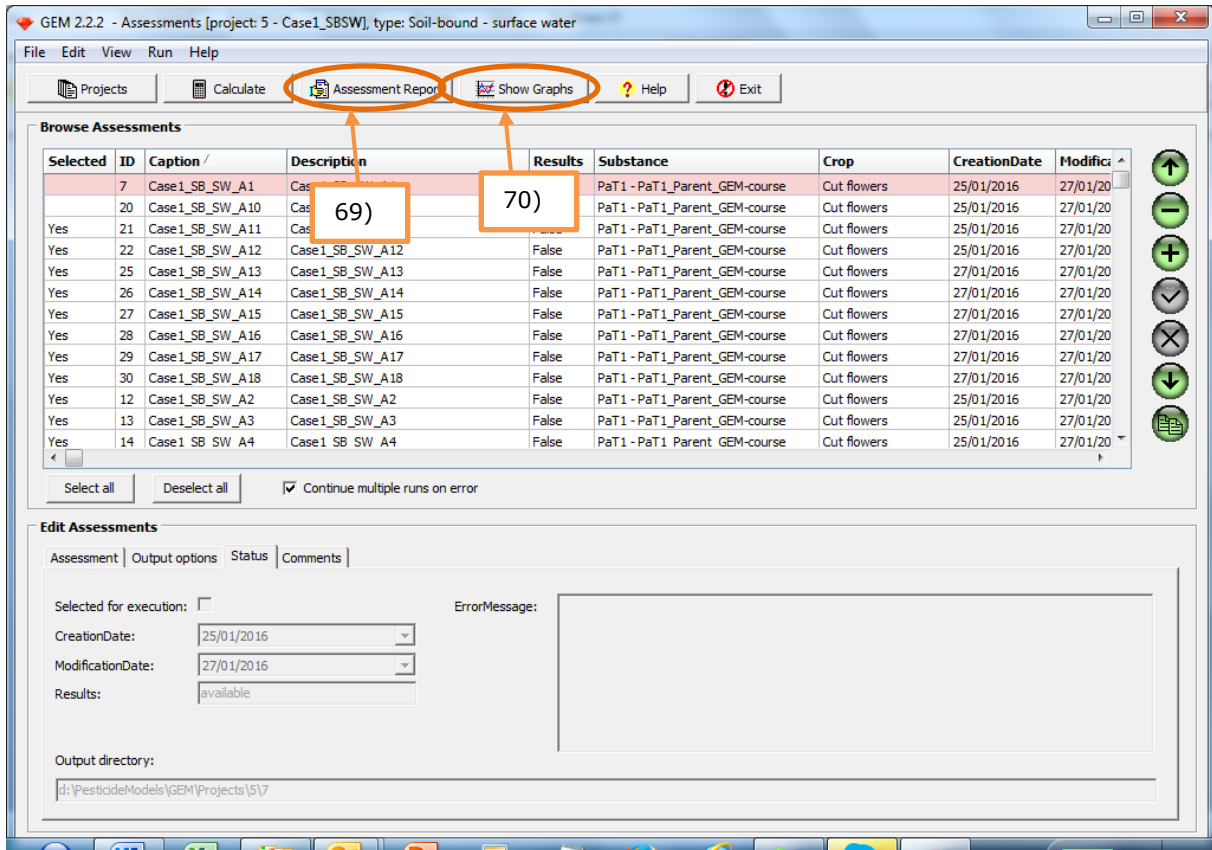 GEM 2.2.2 - Assessments [project: 5 - Case1_SBSW], type: Soil-bound - surface water
File Edit View Run Help
Projects Calculate Assessment Report Show Graphs ? Help Exit
Browse Assessments
Selected ID Caption Description Results Substance Crop CreationDate Modifica
7 Case1_SB_SW_A1 PaT1 - PaT1_Parent_GEM-course Cut flowers 25/01/2016 27/01/20
69) 70)
20 Case1_SB_SW_A10 PaT1 - PaT1_Parent_GEM-course Cut flowers 25/01/2016 27/01/20
Yes 21 Case1_SB_SW_A11 PaT1 - PaT1_Parent_GEM-course Cut flowers 25/01/2016 27/01/20
Yes 22 Case1_SB_SW_A12 Case1_SB_SW_A12 False PaT1 - PaT1_Parent_GEM-course Cut flowers 25/01/2016 27/01/20
Yes 25 Case1_SB_SW_A13 Case1_SB_SW_A13 False PaT1 - PaT1_Parent_GEM-course Cut flowers 27/01/2016 27/01/20
Yes 26 Case1_SB_SW_A14 Case1_SB_SW_A14 False PaT1 - PaT1_Parent_GEM-course Cut flowers 27/01/2016 27/01/20
Yes 27 Case1_SB_SW_A15 Case1_SB_SW_A15 False PaT1 - PaT1_Parent_GEM-course Cut flowers 27/01/2016 27/01/20
Yes 28 Case1_SB_SW_A16 Case1_SB_SW_A16 False PaT1 - PaT1_Parent_GEM-course Cut flowers 27/01/2016 27/01/20
Yes 29 Case1_SB_SW_A17 Case1_SB_SW_A17 False PaT1 - PaT1_Parent_GEM-course Cut flowers 27/01/2016 27/01/20
Yes 30 Case1_SB_SW_A18 Case1_SB_SW_A18 False PaT1 - PaT1_Parent_GEM-course Cut flowers 27/01/2016 27/01/20
Yes 12 Case1_SB_SW_A2 Case1_SB_SW_A2 False PaT1 - PaT1_Parent_GEM-course Cut flowers 25/01/2016 27/01/20
Yes 13 Case1_SB_SW_A3 Case1_SB_SW_A3 False PaT1 - PaT1_Parent_GEM-course Cut flowers 25/01/2016 27/01/20
Yes 14 Case1_SB_SW_A4 Case1_SB_SW_A4 False PaT1 - PaT1_Parent_GEM-course Cut flowers 25/01/2016 27/01/20
Select all Deselect all Continue multiple runs on error
Edit Assessments
Assessment Output options Status Comments
Selected for execution: ErrorMessage:
CreationDate: 25/01/2016
ModificationDate: 27/01/2016
Results: available
Output directory:
d:\PesticideModels\GEM\Projects\5\7